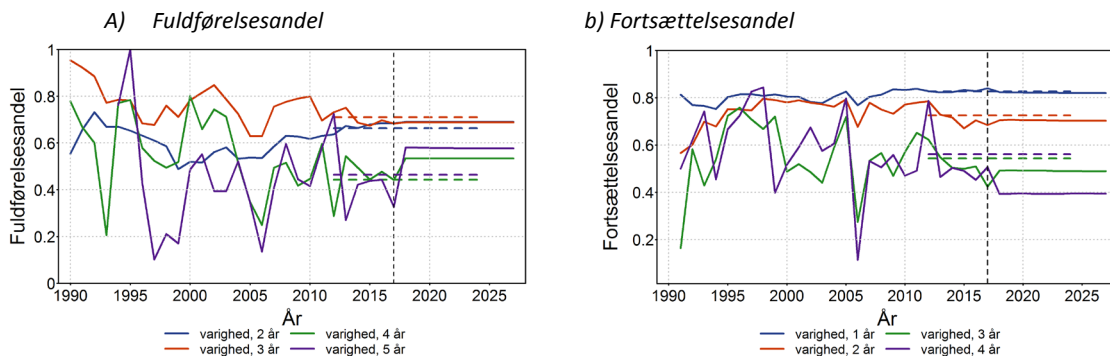 A) Fuldførelsesandel
Fuldførelsesandel
1
0.8
0.6
0.4
0.2
0
1990 1995 2000 2005 2010 2015 2020 2025
År
varighed, 2 år varighed, 4 år
varighed, 3 år varighed, 5 år
b) Fortsættelsesandel
Fortsættelsesandel
1
0.8
0.6
0.4
0.2
1990 1995 2000 2005 2010 2015 2020 2025
År
varighed, 1 år varighed, 3 år
varighed, 2 år varighed, 4 år